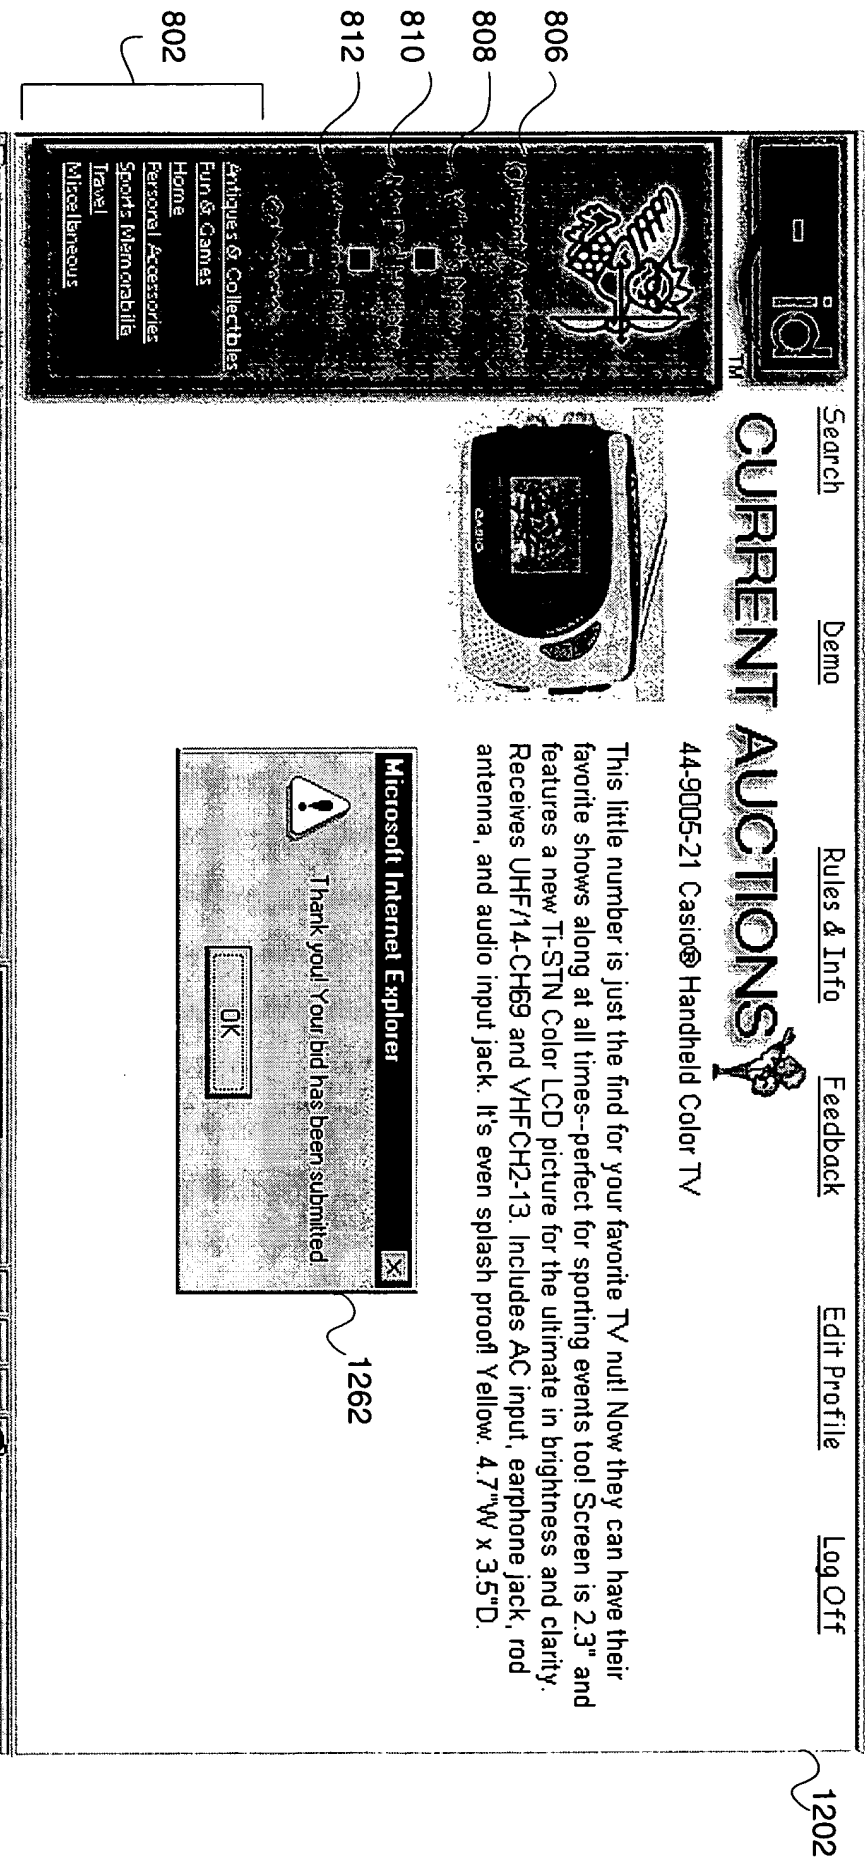 id
TM
Search
Demo
Rules & Info
Feedback
Edit Profile
Log Off
1202
CURRENT AUCTIONS
44-9005-21 Casio® Handheld Color TV
This little number is just the find for your favorite TV nut! Now they can have their
favorite shows along at all times--perfect for sporting events too! Screen is 2.3" and
features a new Ti-STN Color LCD picture for the ultimate in brightness and clarity.
Receives UHF/14-CH69 and VHFCH2-13. Includes AC input, earphone jack, rod
antenna, and audio input jack. It's even splash proof! Yellow. 4.7"W x 3.5"D.
CASIO
806
808
810
812
802
Antiques & Collectibles
Fun & Games
Home
Personal Accessories
Sports Memorabilia
Travel
Miscellaneous
Microsoft Internet Explorer
Thank you! Your bid has been submitted.
OK
1262